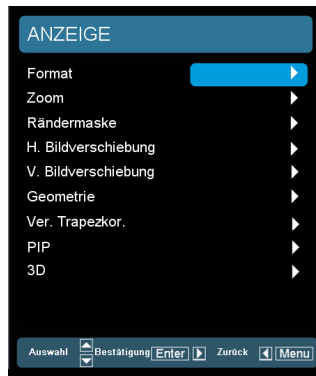 ANZEIGE
Format
Zoom
Rändermaske
H. Bildverschiebung
V. Bildverschiebung
Geometrie
Ver. Trapezkor.
PIP
3D
Auswahl Bestätigung Enter Zurück Menu